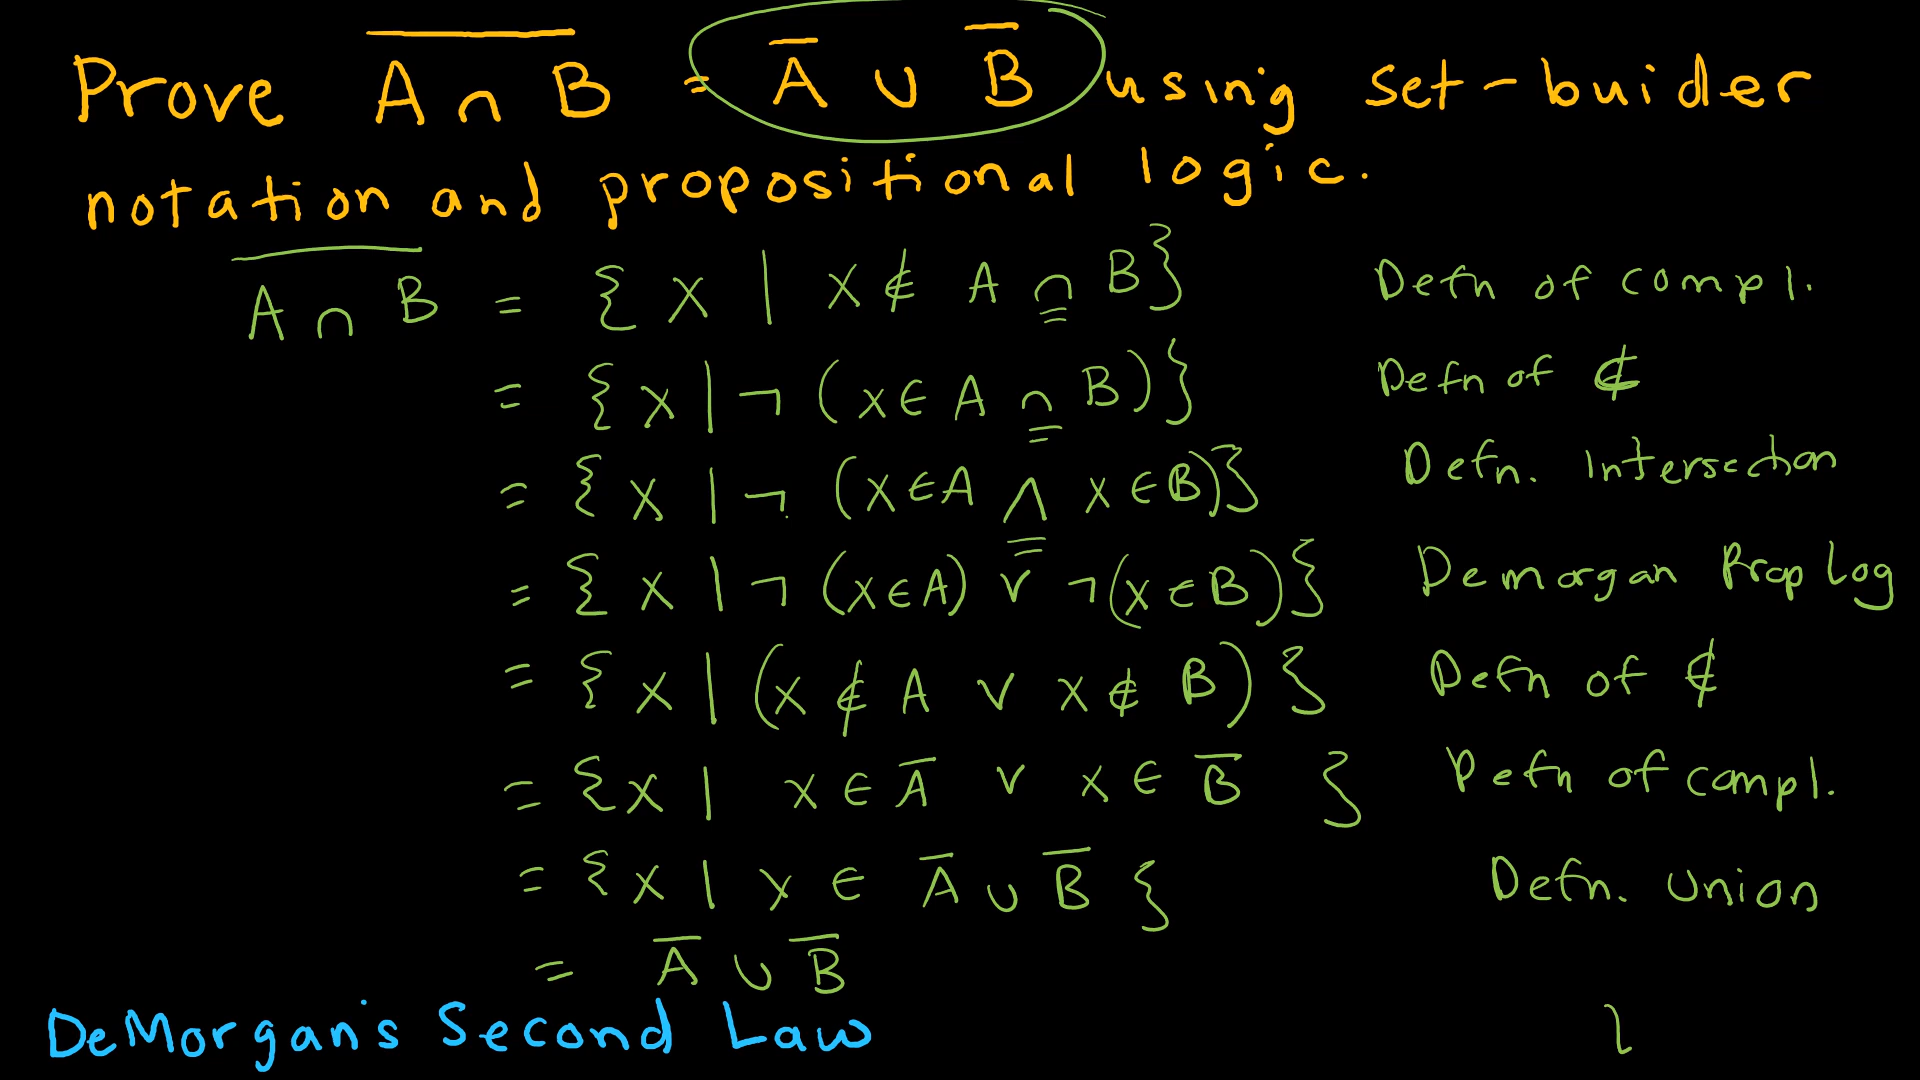 Prove A̅ ̅∩̅ ̅B̅ = A̅ ∪ B̅ using set-buider
notation and propositional logic.
A̅ ̅∩̅ ̅B̅ = { x | x ∉ A ∩ B} Defn of compl.
= { x | ¬ (x ∈ A ∩ B)} Defn of ∉
= { x | ¬ (x ∈ A ∧ x ∈ B)} Defn. Intersection
= { x | ¬ (x ∈ A) ∨ ¬(x ∈ B)} Demorgan Prop Log
= { x | (x ∉ A ∨ x ∉ B) } Defn of ∉
= {x | x ∈ A̅ ∨ x ∈ B̅ } Defn of compl.
= {x | x ∈ A̅ ∪ B̅ } Defn. Union
= A̅ ∪ B̅
DeMorgan's Second Law